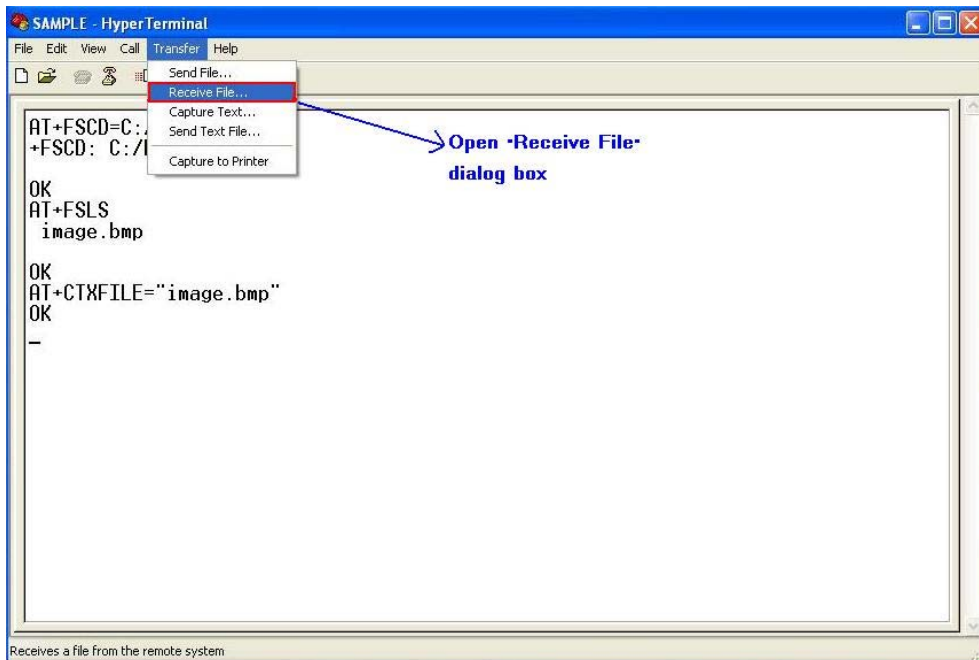 SAMPLE - HyperTerminal
File Edit View Call Transfer Help
Send File...
Receive File...
Capture Text...
Send Text File...
Capture to Printer
AT+FSCD=C:/
+FSCD: C:/
OK
AT+FSLS
image.bmp
OK
AT+CTXFILE="image.bmp"
OK
Open -Receive File-
dialog box
Receives a file from the remote system